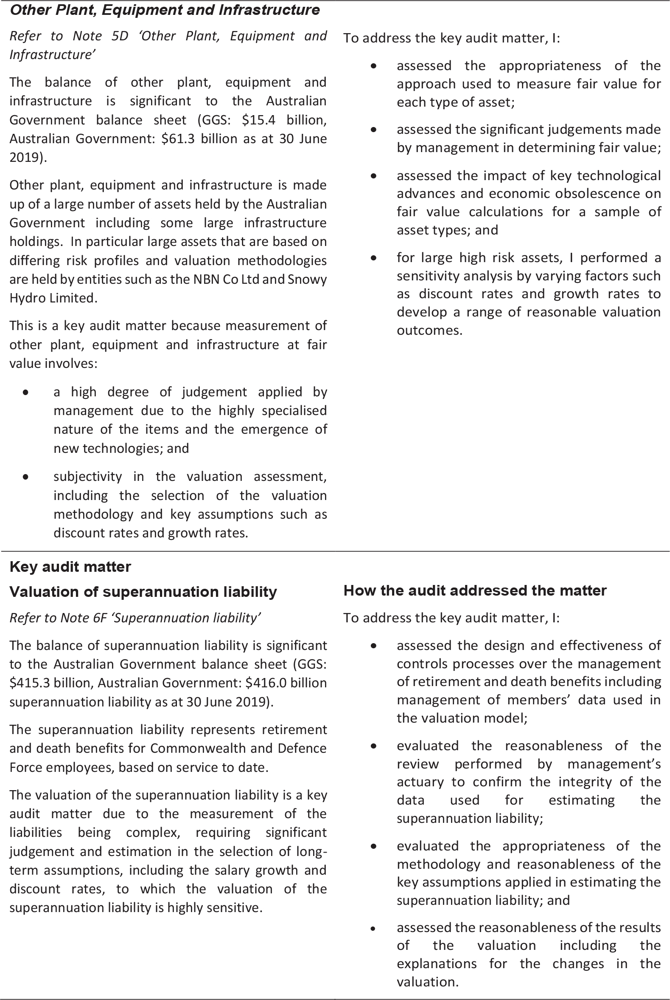 Other Plant, Equipment and Infrastructure
Refer to Note 5D ‘Other Plant, Equipment and
Infrastructure’
The balance of other plant, equipment and
infrastructure is significant to the Australian
Government balance sheet (GGS: $15.4 billion,
Australian Government: $61.3 billion as at 30 June
2019).
Other plant, equipment and infrastructure is made
up of a large number of assets held by the Australian
Government including some large infrastructure
holdings. In particular large assets that are based on
differing risk profiles and valuation methodologies
are held by entities such as the NBN Co Ltd and Snowy
Hydro Limited.
This is a key audit matter because measurement of
other plant, equipment and infrastructure at fair
value involves:
• a high degree of judgement applied by
management due to the highly specialised
nature of the items and the emergence of
new technologies; and
• subjectivity in the valuation assessment,
including the selection of the valuation
methodology and key assumptions such as
discount rates and growth rates.
To address the key audit matter, I:
• assessed the appropriateness of the
approach used to measure fair value for
each type of asset;
• assessed the significant judgements made
by management in determining fair value;
• assessed the impact of key technological
advances and economic obsolescence on
fair value calculations for a sample of
asset types; and
• for large high risk assets, I performed a
sensitivity analysis by varying factors such
as discount rates and growth rates to
develop a range of reasonable valuation
outcomes.
Key audit matter
Valuation of superannuation liability
Refer to Note 6F ‘Superannuation liability’
The balance of superannuation liability is significant
to the Australian Government balance sheet (GGS:
$415.3 billion, Australian Government: $416.0 billion
superannuation liability as at 30 June 2019).
The superannuation liability represents retirement
and death benefits for Commonwealth and Defence
Force employees, based on service to date.
The valuation of the superannuation liability is a key
audit matter due to the measurement of the
liabilities being complex, requiring significant
judgement and estimation in the selection of long-
term assumptions, including the salary growth and
discount rates, to which the valuation of the
superannuation liability is highly sensitive.
How the audit addressed the matter
To address the key audit matter, I:
• assessed the design and effectiveness of
controls processes over the management
of retirement and death benefits including
management of members’ data used in
the valuation model;
• evaluated the reasonableness of the
review performed by management’s
actuary to confirm the integrity of the
data used for estimating the
superannuation liability;
• evaluated the appropriateness of the
methodology and reasonableness of the
key assumptions applied in estimating the
superannuation liability; and
• assessed the reasonableness of the results
of the valuation including the
explanations for the changes in the
valuation.